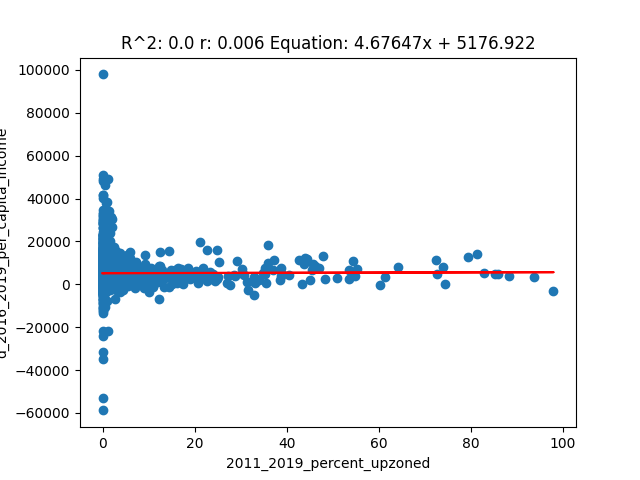 R^2: 0.0 r: 0.006 Equation: 4.67647x + 5176.922
100000
80000
60000
40000
20000
0
−20000
−40000
−60000
d_2016_2019_per_capita_income
0 20 40 60 80 100
2011_2019_percent_upzoned